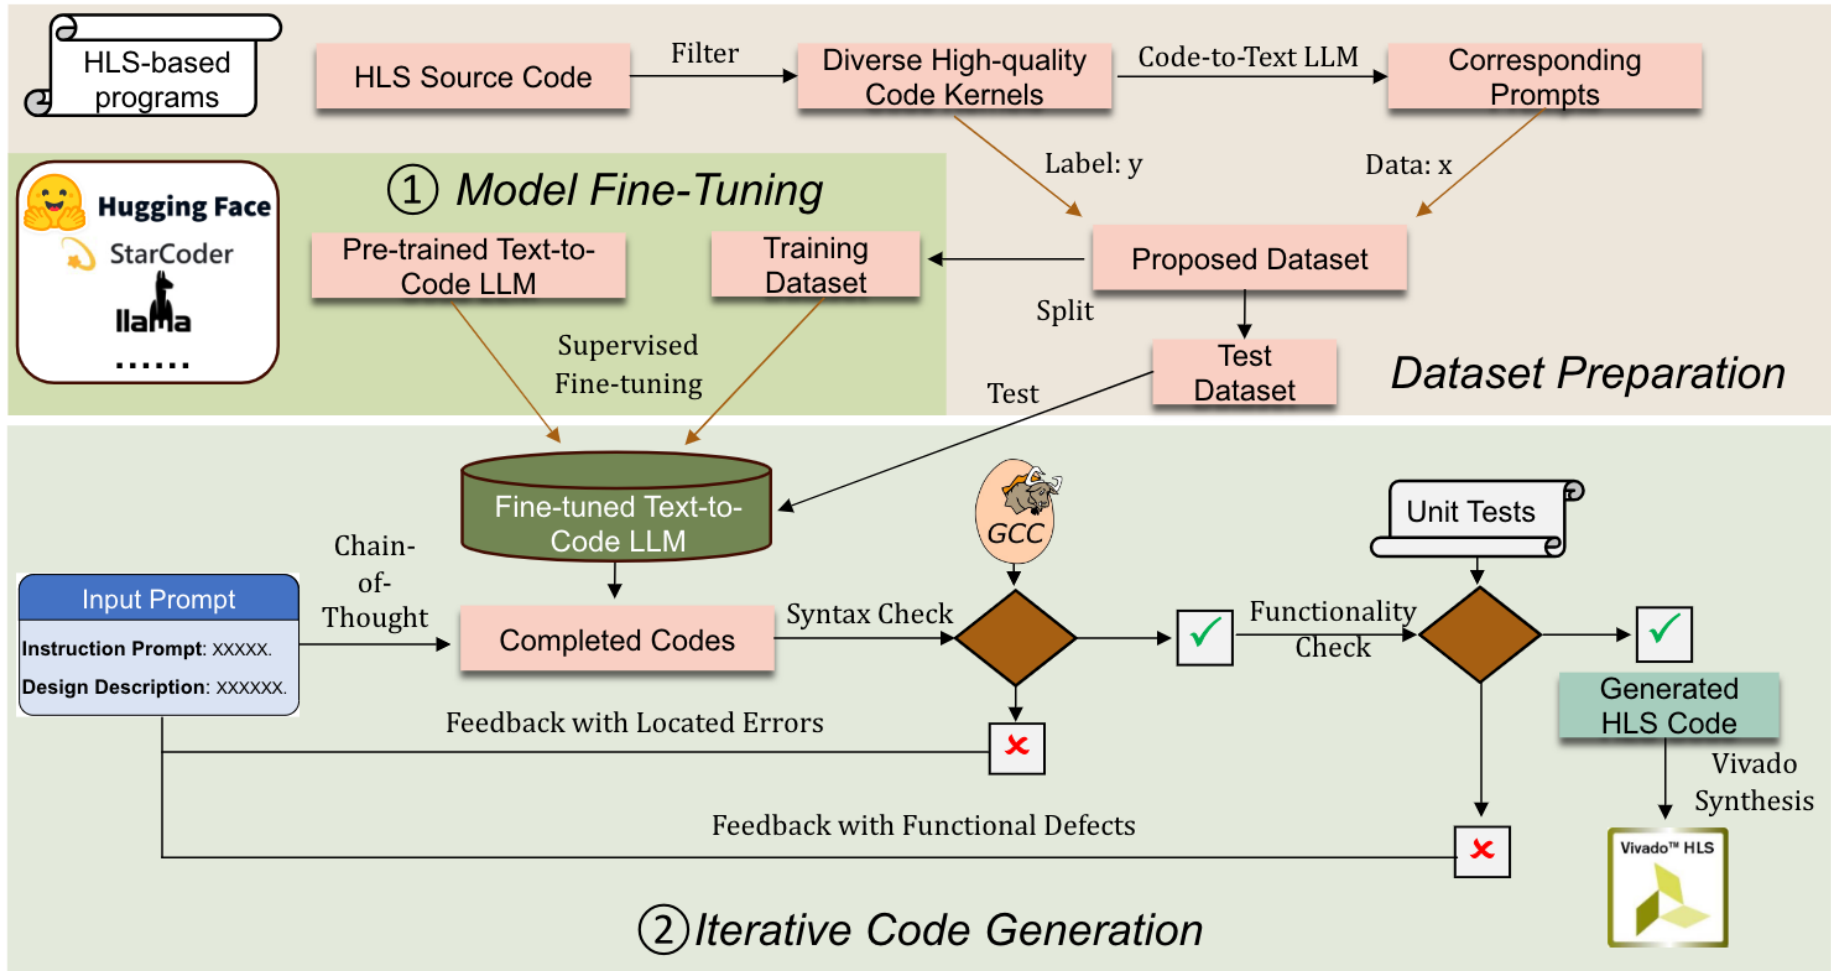 HLS-based
programs
HLS Source Code
Filter
Diverse High-quality
Code Kernels
Code-to-Text LLM
Corresponding
Prompts
Label: y
Data: x
Hugging Face
StarCoder
llama
......
① Model Fine-Tuning
Pre-trained Text-to-
Code LLM
Training
Dataset
Proposed Dataset
Split
Supervised
Fine-tuning
Test
Dataset
Dataset Preparation
Test
Fine-tuned Text-to-
Code LLM
GCC
Unit Tests
Chain-
of-
Thought
Input Prompt
Instruction Prompt: XXXXX.
Design Description: XXXXXX.
Completed Codes
Syntax Check
Functionality
Check
Generated
HLS Code
Feedback with Located Errors
Vivado
Synthesis
Feedback with Functional Defects
Vivado™ HLS
② Iterative Code Generation